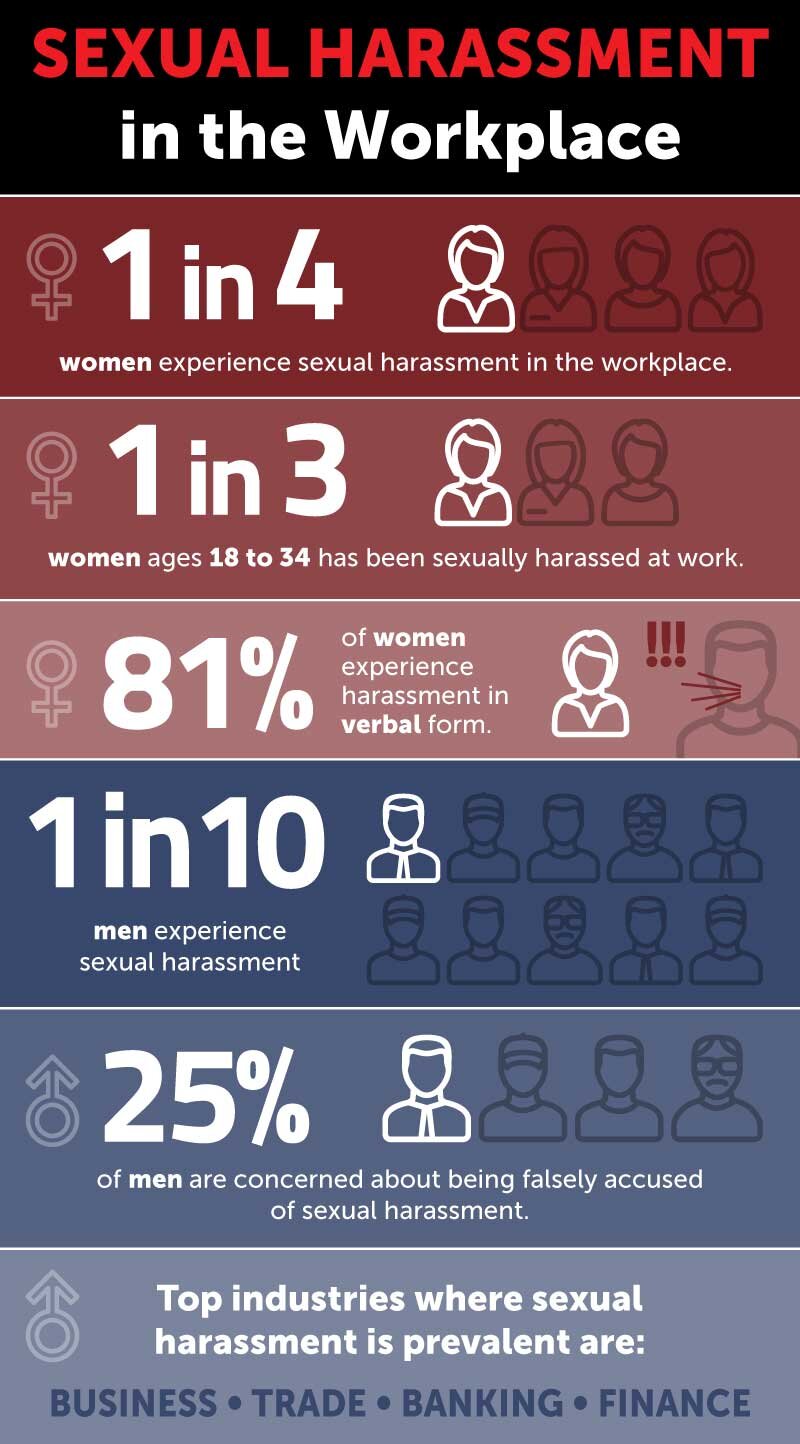 SEXUAL HARASSMENT
in the Workplace
1 in 4
women experience sexual harassment in the workplace.
1 in 3
women ages 18 to 34 has been sexually harassed at work.
81%
of women
experience
harassment in
verbal form.
!!!
1 in 10
men experience
sexual harassment
25%
of men are concerned about being falsely accused
of sexual harassment.
Top industries where sexual
harassment is prevalent are:
BUSINESS • TRADE • BANKING • FINANCE